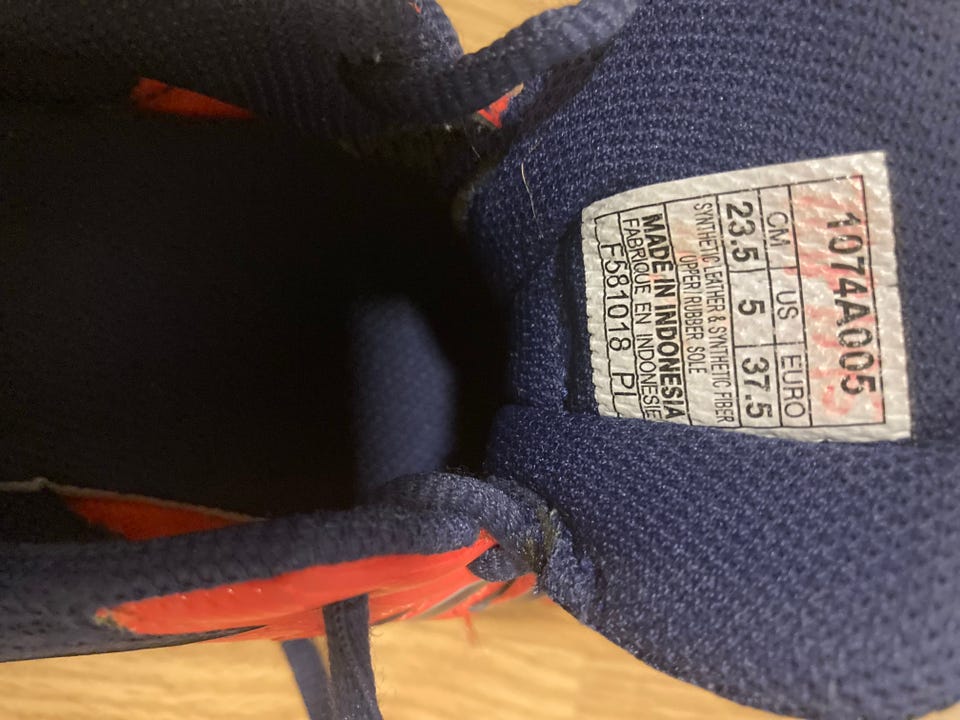 1074A005
CM US EURO
23.5 5 37.5
SYNTHETIC LEATHER & SYNTHETIC FIBER
UPPER RUBBER SOLE
MADE IN INDONESIA
FABRIQUE EN INDONESIE
F581018 PL